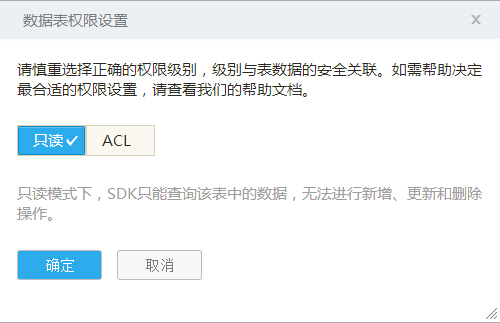 数据表权限设置
x
请慎重选择正确的权限级别，级别与表数据的安全关联。如需帮助决定
最合适的权限设置，请查看我们的帮助文档。
只读 ACL
只读模式下，SDK只能查询该表中的数据，无法进行新增、更新和删除
操作。
确定 取消